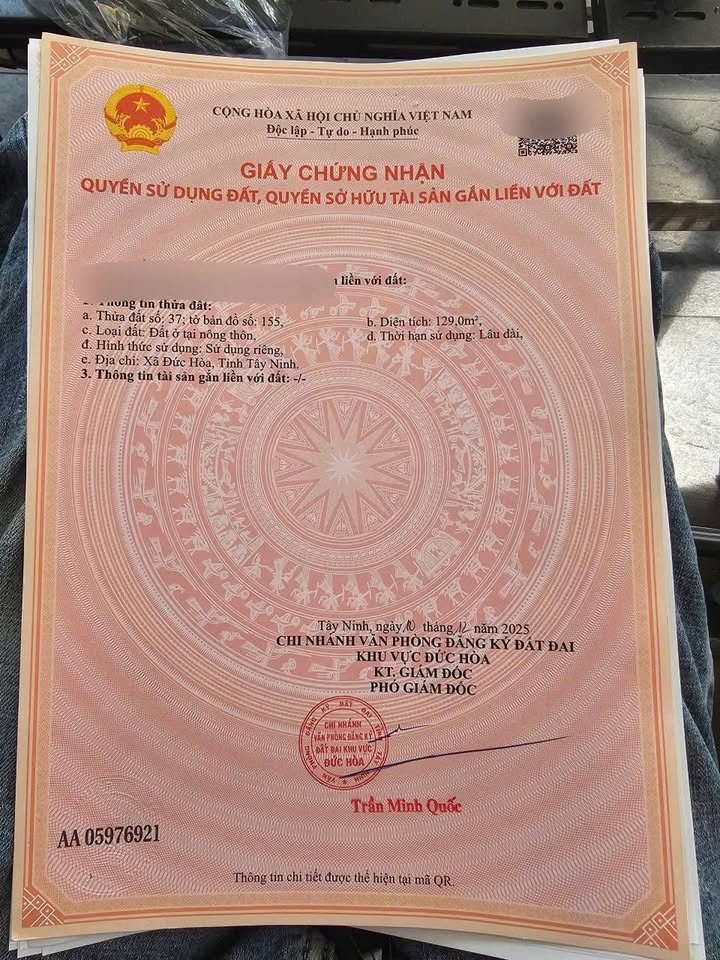 CỘNG HÒA XÃ HỘI CHỦ NGHĨA VIỆT NAM
Độc lập - Tự do - Hạnh phúc
GIẤY CHỨNG NHẬN
QUYỀN SỬ DỤNG ĐẤT, QUYỀN SỞ HỮU TÀI SẢN GẮN LIỀN VỚI ĐẤT
liền với đất:
Thông tin thửa đất:
a. Thửa đất số: 37; tờ bản đồ số: 155, b. Diện tích: 129,0m²,
c. Loại đất: Đất ở tại nông thôn, d. Thời hạn sử dụng: Lâu dài,
đ. Hình thức sử dụng: Sử dụng riêng,
e. Địa chỉ: Xã Đức Hòa, Tỉnh Tây Ninh.
3. Thông tin tài sản gắn liền với đất: -/-
Tây Ninh, ngày 10 tháng 12 năm 2025
CHI NHÁNH VĂN PHÒNG ĐĂNG KÝ ĐẤT ĐAI
KHU VỰC ĐỨC HÒA
KT. GIÁM ĐỐC
PHÓ GIÁM ĐỐC
CHI NHÁNH
VĂN PHÒNG ĐĂNG KÝ
ĐẤT ĐAI KHU VỰC
ĐỨC HÒA
Trần Minh Quốc
AA 05976921
Thông tin chi tiết được thể hiện tại mã QR.